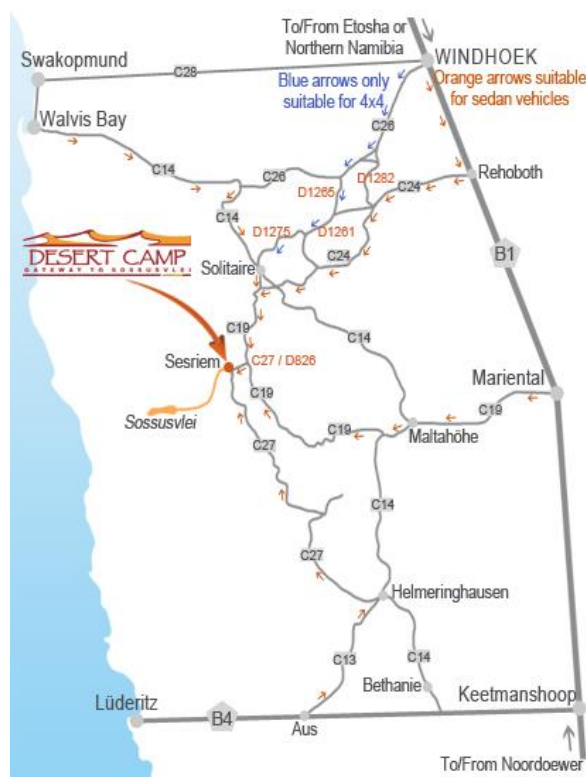 To/From Etosha or
Northern Namibia
WINDHOEK
Swakopmund
C28
Blue arrows only
suitable for 4x4
Orange arrows suitable
for sedan vehicles
Walvis Bay
C26
C14
C26
D1265
D1282
C24
Rehoboth
C14
D1275
D1261
DESERT CAMP
GATEWAY TO SOSSUSVLEI
Solitaire
C24
B1
C19
C14
Sesriem
C27 / D826
Mariental
C19
C19
Sossusvlei
C19
Maltahöhe
C27
C14
C27
Helmeringhausen
C13
C14
Bethanie
Keetmanshoop
Lüderitz
B4
Aus
To/From Noordoewer